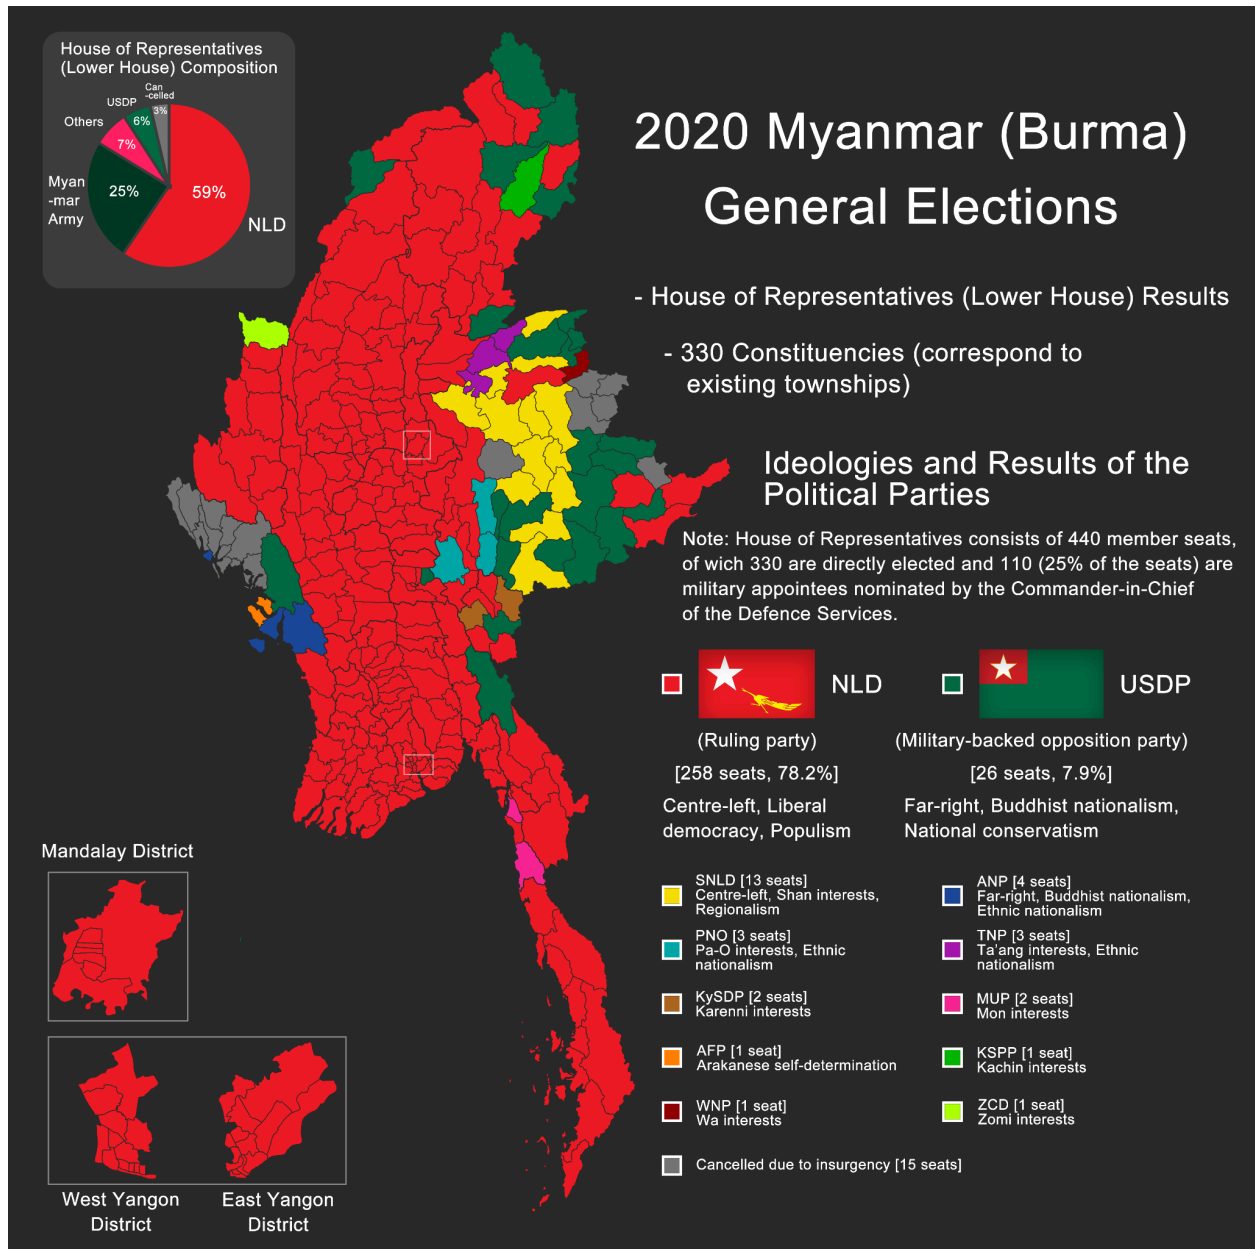 House of Representatives
(Lower House) Composition
Can
-celled
3%
USDP
6%
Others
7%
Myan
-mar
Army
25%
59%
NLD
2020 Myanmar (Burma)
General Elections
- House of Representatives (Lower House) Results
- 330 Constituencies (correspond to
existing townships)
Ideologies and Results of the
Political Parties
Note: House of Representatives consists of 440 member seats,
of wich 330 are directly elected and 110 (25% of the seats) are
military appointees nominated by the Commander-in-Chief
of the Defence Services.
NLD
(Ruling party)
[258 seats, 78.2%]
Centre-left, Liberal
democracy, Populism
USDP
(Military-backed opposition party)
[26 seats, 7.9%]
Far-right, Buddhist nationalism,
National conservatism
SNLD [13 seats]
Centre-left, Shan interests,
Regionalism
ANP [4 seats]
Far-right, Buddhist nationalism,
Ethnic nationalism
PNO [3 seats]
Pa-O interests, Ethnic
nationalism
TNP [3 seats]
Ta'ang interests, Ethnic
nationalism
KySDP [2 seats]
Karenni interests
MUP [2 seats]
Mon interests
AFP [1 seat]
Arakanese self-determination
KSPP [1 seat]
Kachin interests
WNP [1 seat]
Wa interests
ZCD [1 seat]
Zomi interests
Cancelled due to insurgency [15 seats]
Mandalay District
West Yangon
District
East Yangon
District